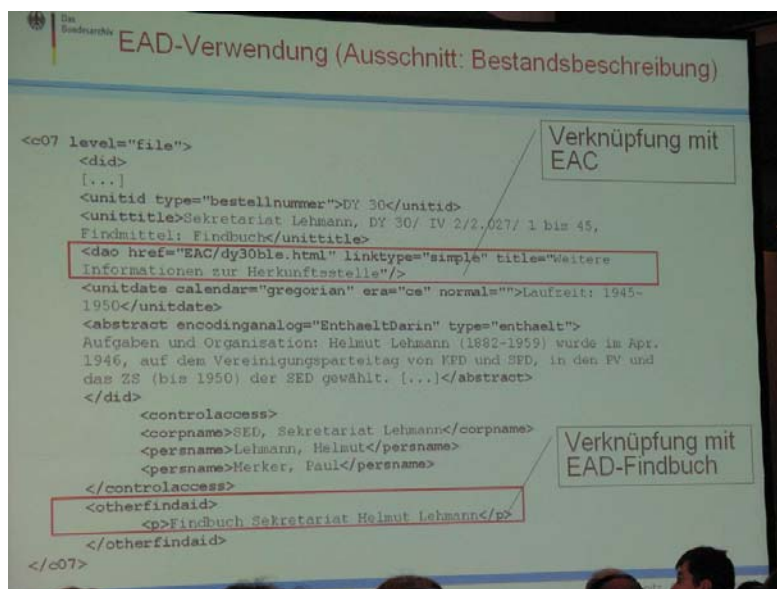 Das
Bundesarchiv
EAD-Verwendung (Ausschnitt: Bestandsbeschreibung)
Verknüpfung mit
EAC
<c07 level="file">
<did>
[...]
<unitid type="bestellnummer">DY 30</unitid>
<unittitle>Sekretariat Lehmann, DY 30/ IV 2/2.027/ 1 bis 45,
Findmittel: Findbuch</unittitle>
<dao href="EAC/dy30ble.html" linktype="simple" title="Weitere
Informationen zur Herkunftsstelle"/>
<unitdate calendar="gregorian" era="ce" normal="">Laufzeit: 1945-
1950</unitdate>
<abstract encodinganalog="EnthaeltDarin" type="enthaelt">
Aufgaben und Organisation: Helmut Lehmann (1882-1959) wurde im Apr.
1946, auf dem Vereinigungsparteitag von KPD und SPD, in den PV und
das ZS (bis 1950) der SED gewählt. [...]</abstract>
</did>
<controlaccess>
<corpname>SED, Sekretariat Lehmann</corpname>
<persname>Lehmann, Helmut</persname>
<persname>Merker, Paul</persname>
</controlaccess>
Verknüpfung mit
EAD-Findbuch
<otherfindaid>
<p>Findbuch Sekretariat Helmut Lehmann</p>
</otherfindaid>
</c07>